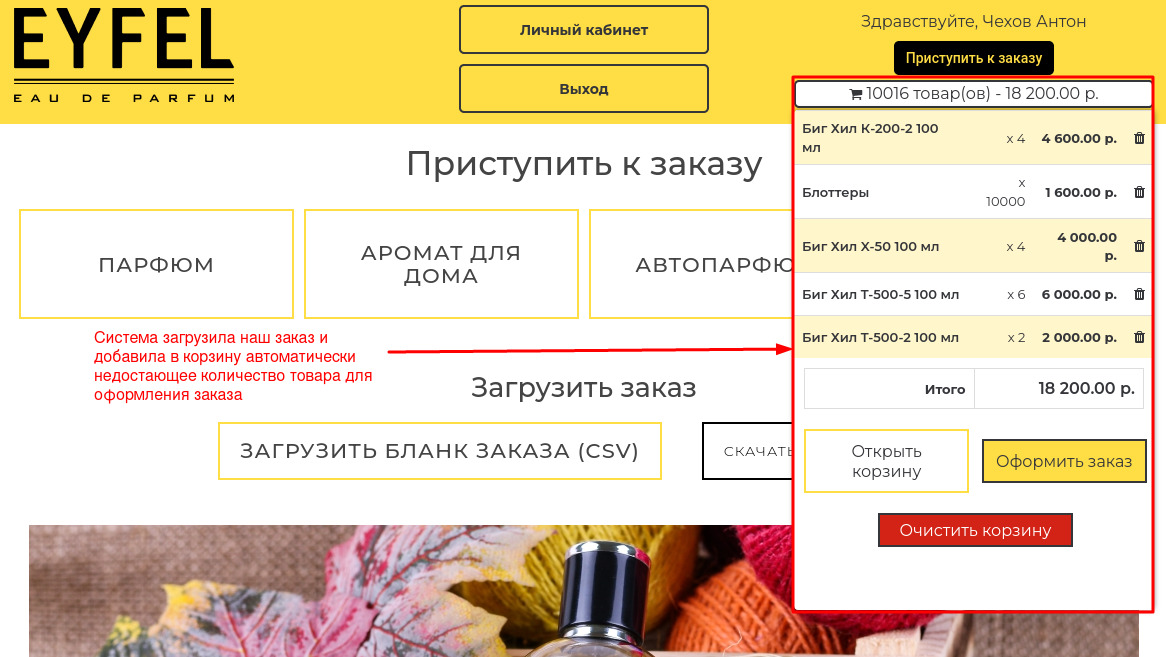 EYFEL
EAU DE PARFUM
Личный кабинет
Выход
Здравствуйте, Чехов Антон
Приступить к заказу
10016 товар(ов) - 18 200.00 р.
Биг Хил К-200-2 100
мл
x 4
4 600.00 р.
Блоттеры
x
10000
1 600.00 р.
Биг Хил Х-50 100 мл
x 4
4 000.00
р.
Биг Хил Т-500-5 100 мл
x 6
6 000.00 р.
Биг Хил Т-500-2 100 мл
x 2
2 000.00 р.
Итого
18 200.00 р.
Открыть
корзину
Оформить заказ
Очистить корзину
Приступить к заказу
ПАРФЮМ
АРОМАТ ДЛЯ
ДОМА
АВТОПАРФЮ
Система загрузила наш заказ и
добавила в корзину автоматически
недостающее количество товара для
оформления заказа
Загрузить заказ
ЗАГРУЗИТЬ БЛАНК ЗАКАЗА (CSV)
СКАЧАТЬ